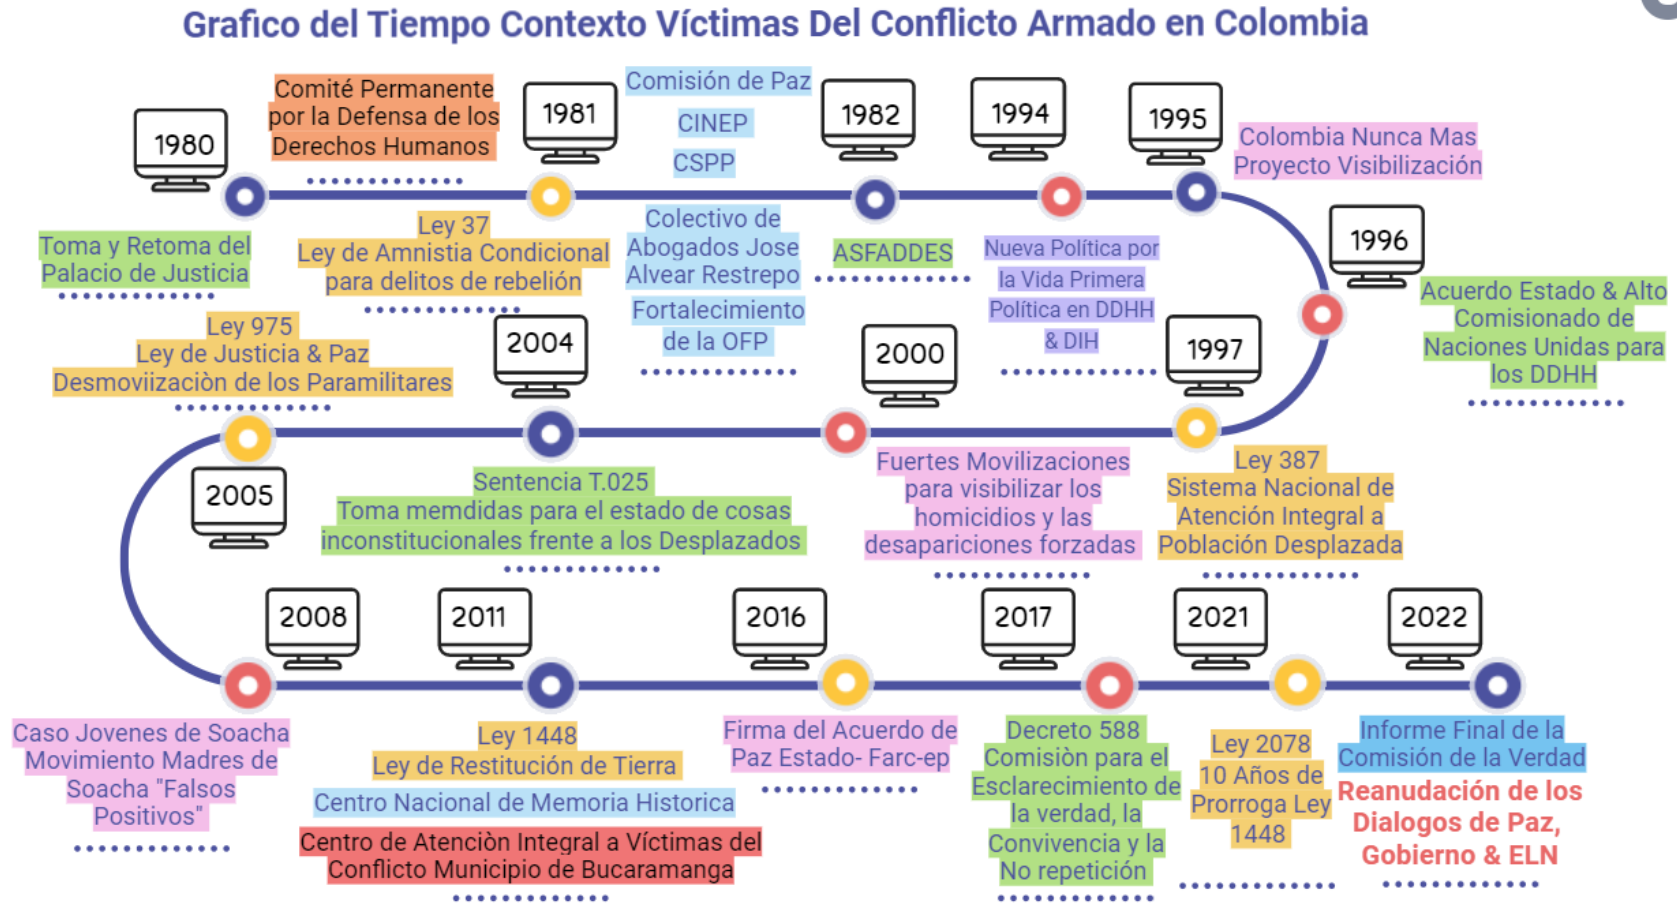 Grafico del Tiempo Contexto Víctimas Del Conflicto Armado en Colombia
1980
Toma y Retoma del
Palacio de Justicia
Comité Permanente
por la Defensa de los
Derechos Humanos
1981
Ley 37
Ley de Amnistia Condicional
para delitos de rebelión
Comisión de Paz
CINEP
CSPP
Colectivo de
Abogados Jose
Alvear Restrepo
Fortalecimiento
de la OFP
1982
ASFADDES
1994
Nueva Política por
la Vida Primera
Política en DDHH
& DIH
1995
Colombia Nunca Mas
Proyecto Visibilización
1996
Acuerdo Estado & Alto
Comisionado de
Naciones Unidas para
los DDHH
1997
Ley 387
Sistema Nacional de
Atención Integral a
Población Desplazada
2000
Fuertes Movilizaciones
para visibilizar los
homicidios y las
desapariciones forzadas
2004
Sentencia T.025
Toma memdidas para el estado de cosas
inconstitucionales frente a los Desplazados
Ley 975
Ley de Justicia & Paz
Desmoviizaciòn de los Paramilitares
2005
2008
Caso Jovenes de Soacha
Movimiento Madres de
Soacha "Falsos
Positivos"
2011
Ley 1448
Ley de Restitución de Tierra
Centro Nacional de Memoria Historica
Centro de Atenciòn Integral a Víctimas del
Conflicto Municipio de Bucaramanga
2016
Firma del Acuerdo de
Paz Estado- Farc-ep
2017
Decreto 588
Comisiòn para el
Esclarecimiento de
la verdad, la
Convivencia y la
No repetición
2021
Ley 2078
10 Años de
Prorroga Ley
1448
2022
Informe Final de la
Comisión de la Verdad
Reanudación de los
Dialogos de Paz,
Gobierno & ELN